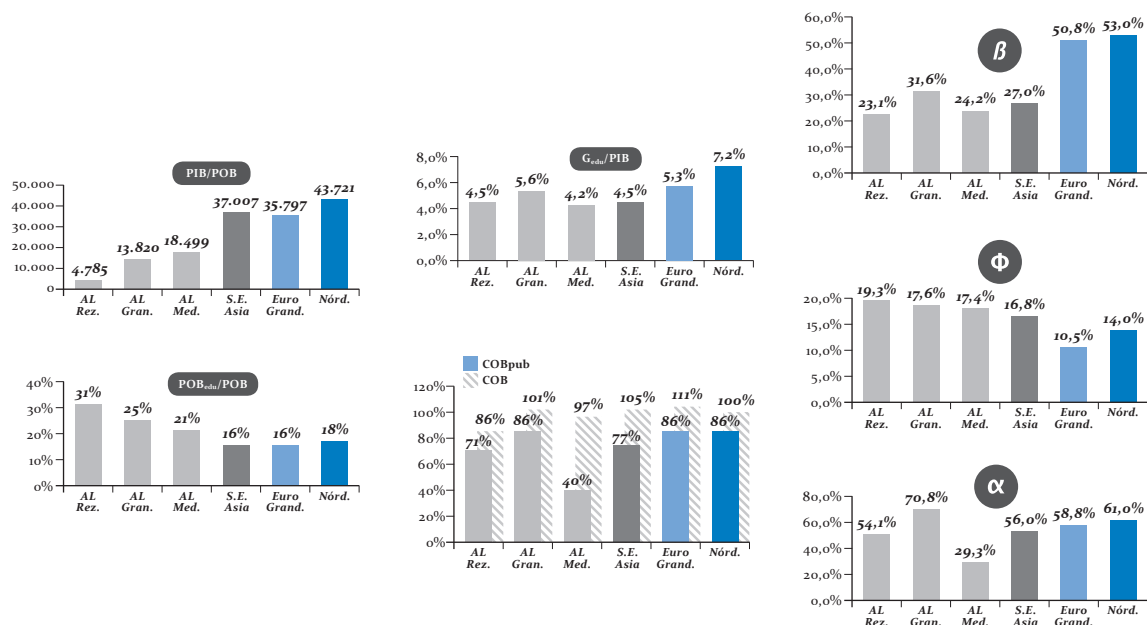 PIB/POB
50.000
40.000
30.000
20.000
10.000
0
4.785
13.820
18.499
37.007
35.797
43.721
AL Rez.
AL Gran.
AL Med.
S.E. Asia
Euro Grand.
Nórd.
POBedu/POB
40%
30%
20%
10%
0%
31%
25%
21%
16%
16%
18%
AL Rez.
AL Gran.
AL Med.
S.E. Asia
Euro Grand.
Nórd.
Gedu/PIB
8,0%
6,0%
4,0%
2,0%
0,0%
4,5%
5,6%
4,2%
4,5%
5,3%
7,2%
AL Rez.
AL Gran.
AL Med.
S.E. Asia
Euro Grand.
Nórd.
COBpub
COB
120%
100%
80%
60%
40%
20%
0%
71%
86%
86%
101%
40%
97%
77%
105%
86%
111%
86%
100%
AL Rez.
AL Gran.
AL Med.
S.E. Asia
Euro Grand.
Nórd.
ß
60,0%
50,0%
40,0%
30,0%
20,0%
10,0%
0,0%
23,1%
31,6%
24,2%
27,0%
50,8%
53,0%
AL Rez.
AL Gran.
AL Med.
S.E. Asia
Euro Grand.
Nórd.
Φ
20,0%
15,0%
10,0%
5,0%
0,0%
19,3%
17,6%
17,4%
16,8%
10,5%
14,0%
AL Rez.
AL Gran.
AL Med.
S.E. Asia
Euro Grand.
Nórd.
α
80,0%
60,0%
40,0%
20,0%
0,0%
54,1%
70,8%
29,3%
56,0%
58,8%
61,0%
AL Rez.
AL Gran.
AL Med.
S.E. Asia
Euro Grand.
Nórd.